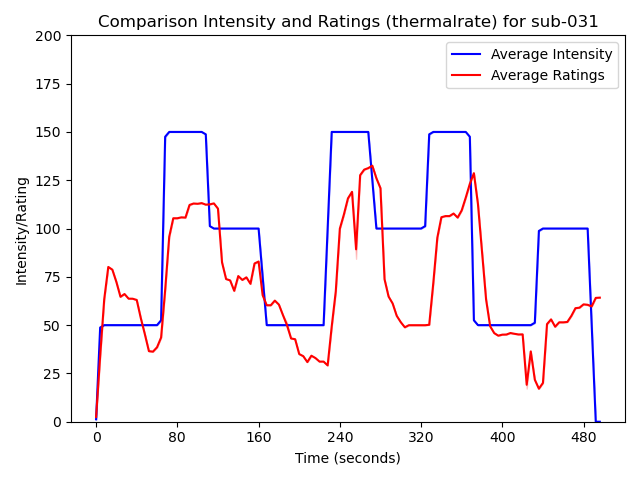 Comparison Intensity and Ratings (thermalrate) for sub-031
Average Intensity
Average Ratings
Intensity/Rating
200
175
150
125
100
75
50
25
0
0 80 160 240 320 400 480
Time (seconds)